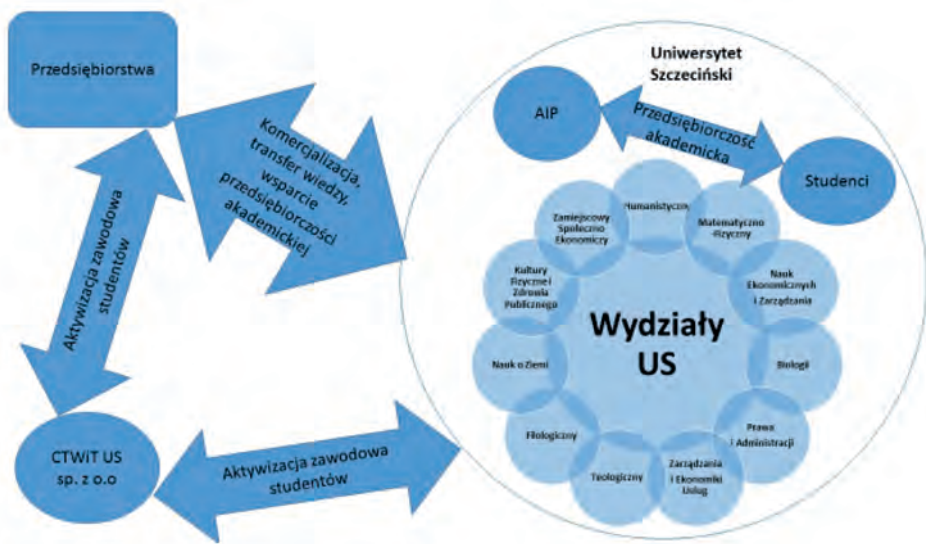 Przedsiębiorstwa
Komercjalizacja,
transfer wiedzy,
wsparcie
przedsiębiorczości
akademickiej
Aktywizacja zawodowa
studentów
CTWiT US
sp. z o.o
Aktywizacja zawodowa
studentów
Uniwersytet
Szczeciński
AIP
Przedsiębiorczość
akademicka
Studenci
Wydziały
US
Humanistyczny
Matematyczno
-Fizyczny
Nauk
Ekonomicznych
i Zarządzania
Biologii
Prawa
i Administracji
Zarządzania
i Ekonomiki
Usług
Teologiczny
Filologiczny
Nauk o Ziemi
Kultury
Fizycznej i
Zdrowia
Publicznego
Zamiejscowy
Społeczno
Ekonomiczy